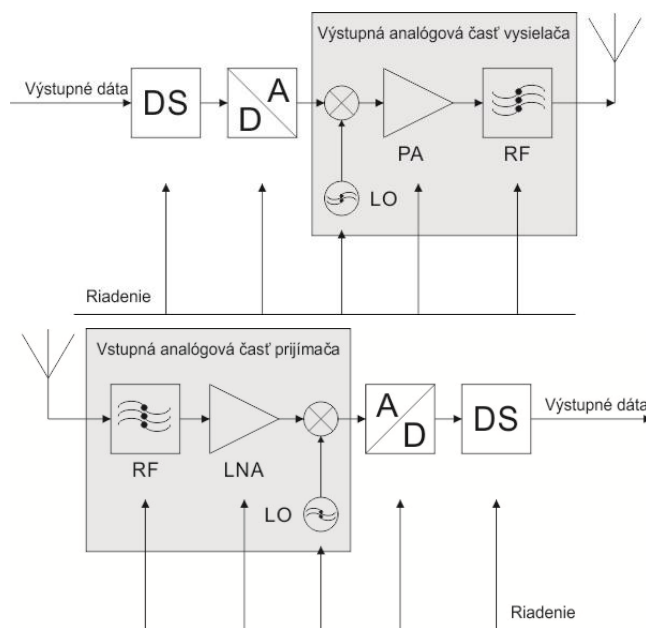 Výstupná analógová časť vysielača
Výstupné dáta
DS
D A
PA
RF
LO
Riadenie
Vstupná analógová časť prijímača
RF
LNA
LO
A D
DS
Výstupné dáta
Riadenie